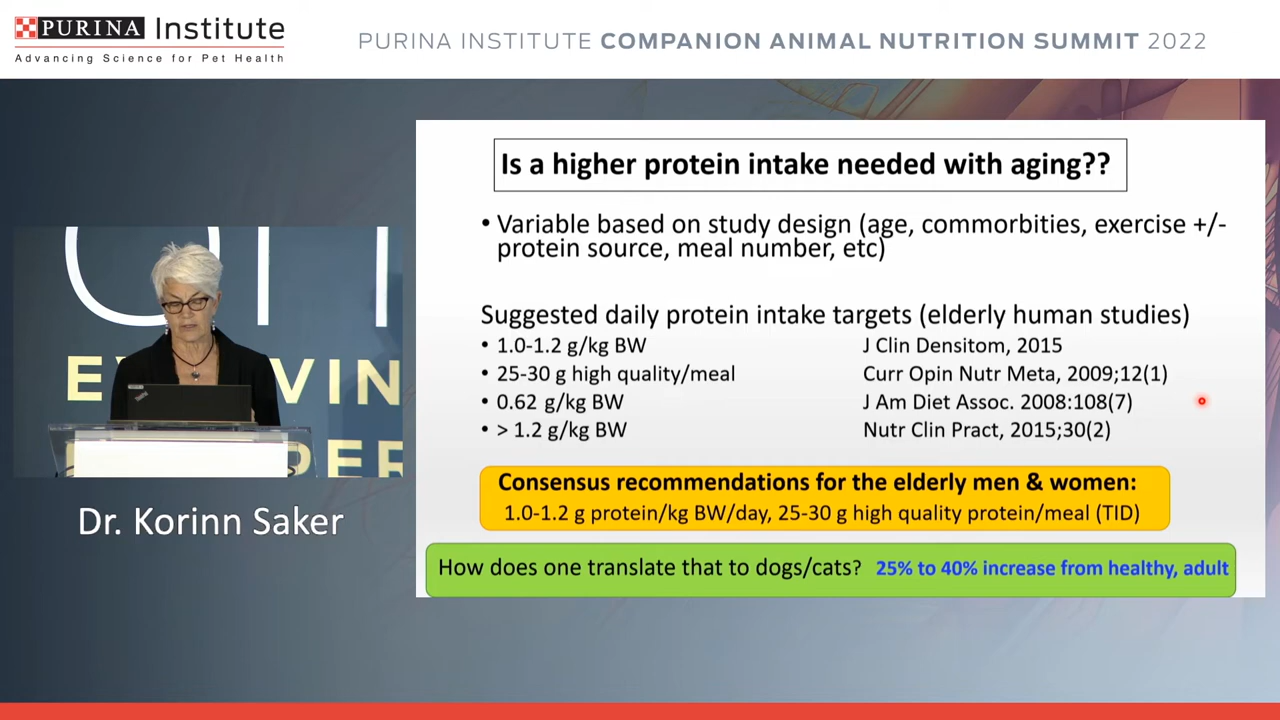 PURINA Institute
Advancing Science for Pet Health
PURINA INSTITUTE COMPANION ANIMAL NUTRITION SUMMIT 2022
Is a higher protein intake needed with aging??
• Variable based on study design (age, commorbities, exercise +/-
protein source, meal number, etc)
Suggested daily protein intake targets (elderly human studies)
• 1.0-1.2 g/kg BW J Clin Densitom, 2015
• 25-30 g high quality/meal Curr Opin Nutr Meta, 2009;12(1)
• 0.62 g/kg BW J Am Diet Assoc. 2008:108(7)
• > 1.2 g/kg BW Nutr Clin Pract, 2015;30(2)
Consensus recommendations for the elderly men & women:
1.0-1.2 g protein/kg BW/day, 25-30 g high quality protein/meal (TID)
How does one translate that to dogs/cats? 25% to 40% increase from healthy, adult
Dr. Korinn Saker